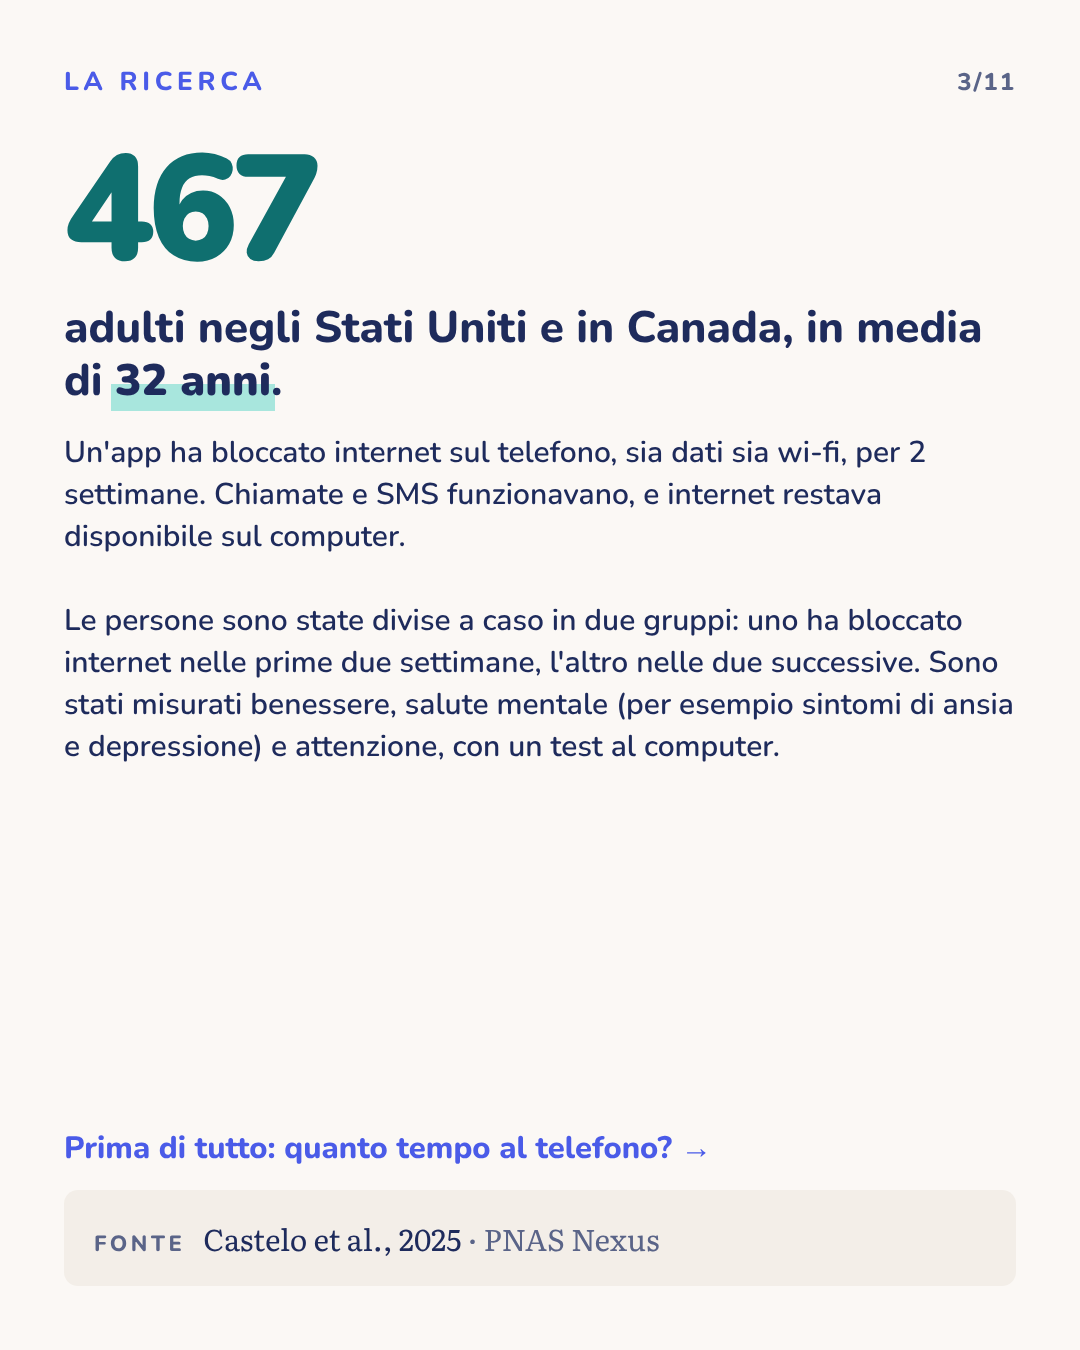 LA RICERCA
3/11
467
adulti negli Stati Uniti e in Canada, in media
di 32 anni.
Un'app ha bloccato internet sul telefono, sia dati sia wi-fi, per 2
settimane. Chiamate e SMS funzionavano, e internet restava
disponibile sul computer.
Le persone sono state divise a caso in due gruppi: uno ha bloccato
internet nelle prime due settimane, l'altro nelle due successive. Sono
stati misurati benessere, salute mentale (per esempio sintomi di ansia
e depressione) e attenzione, con un test al computer.
Prima di tutto: quanto tempo al telefono? →
FONTE Castelo et al., 2025 · PNAS Nexus